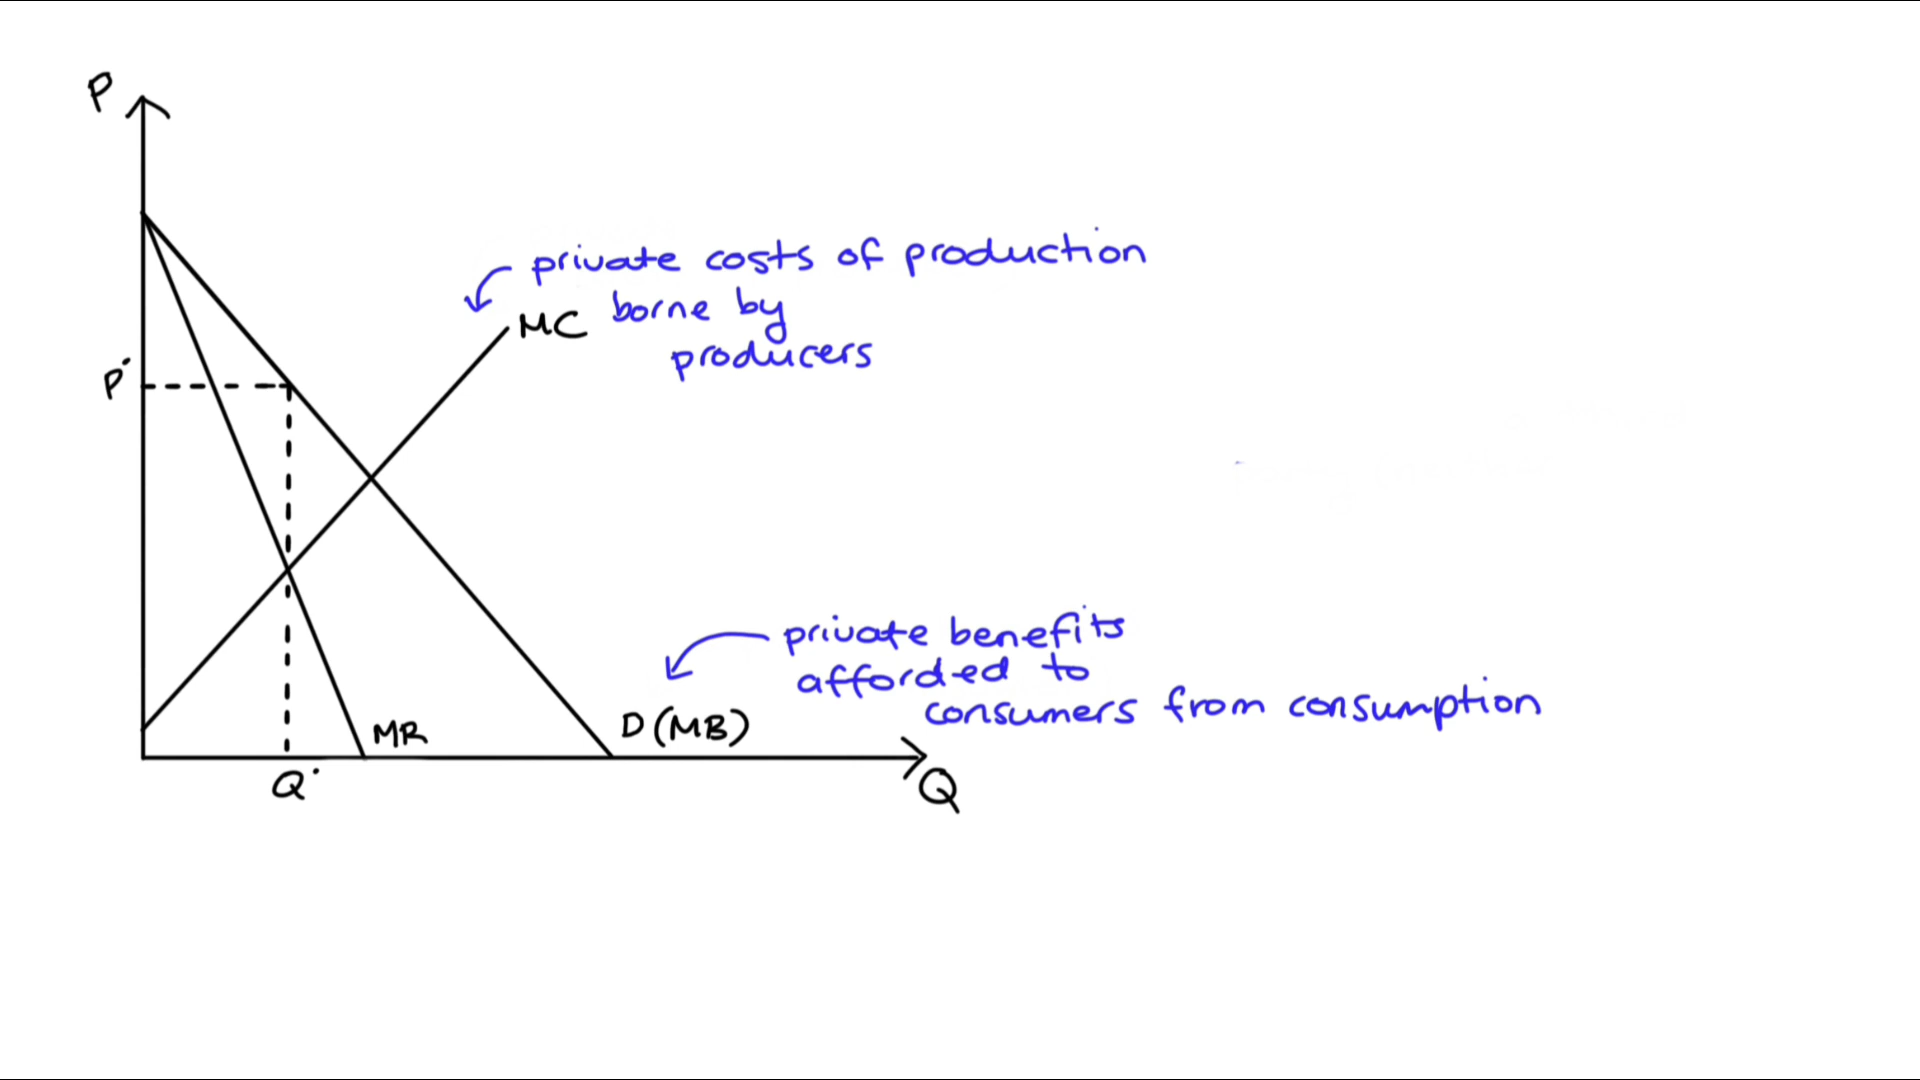 P
private costs of production
MC borne by
producers
P*
private benefits
afforded to
D (MB)
consumers from consumption
MR
Q*
Q